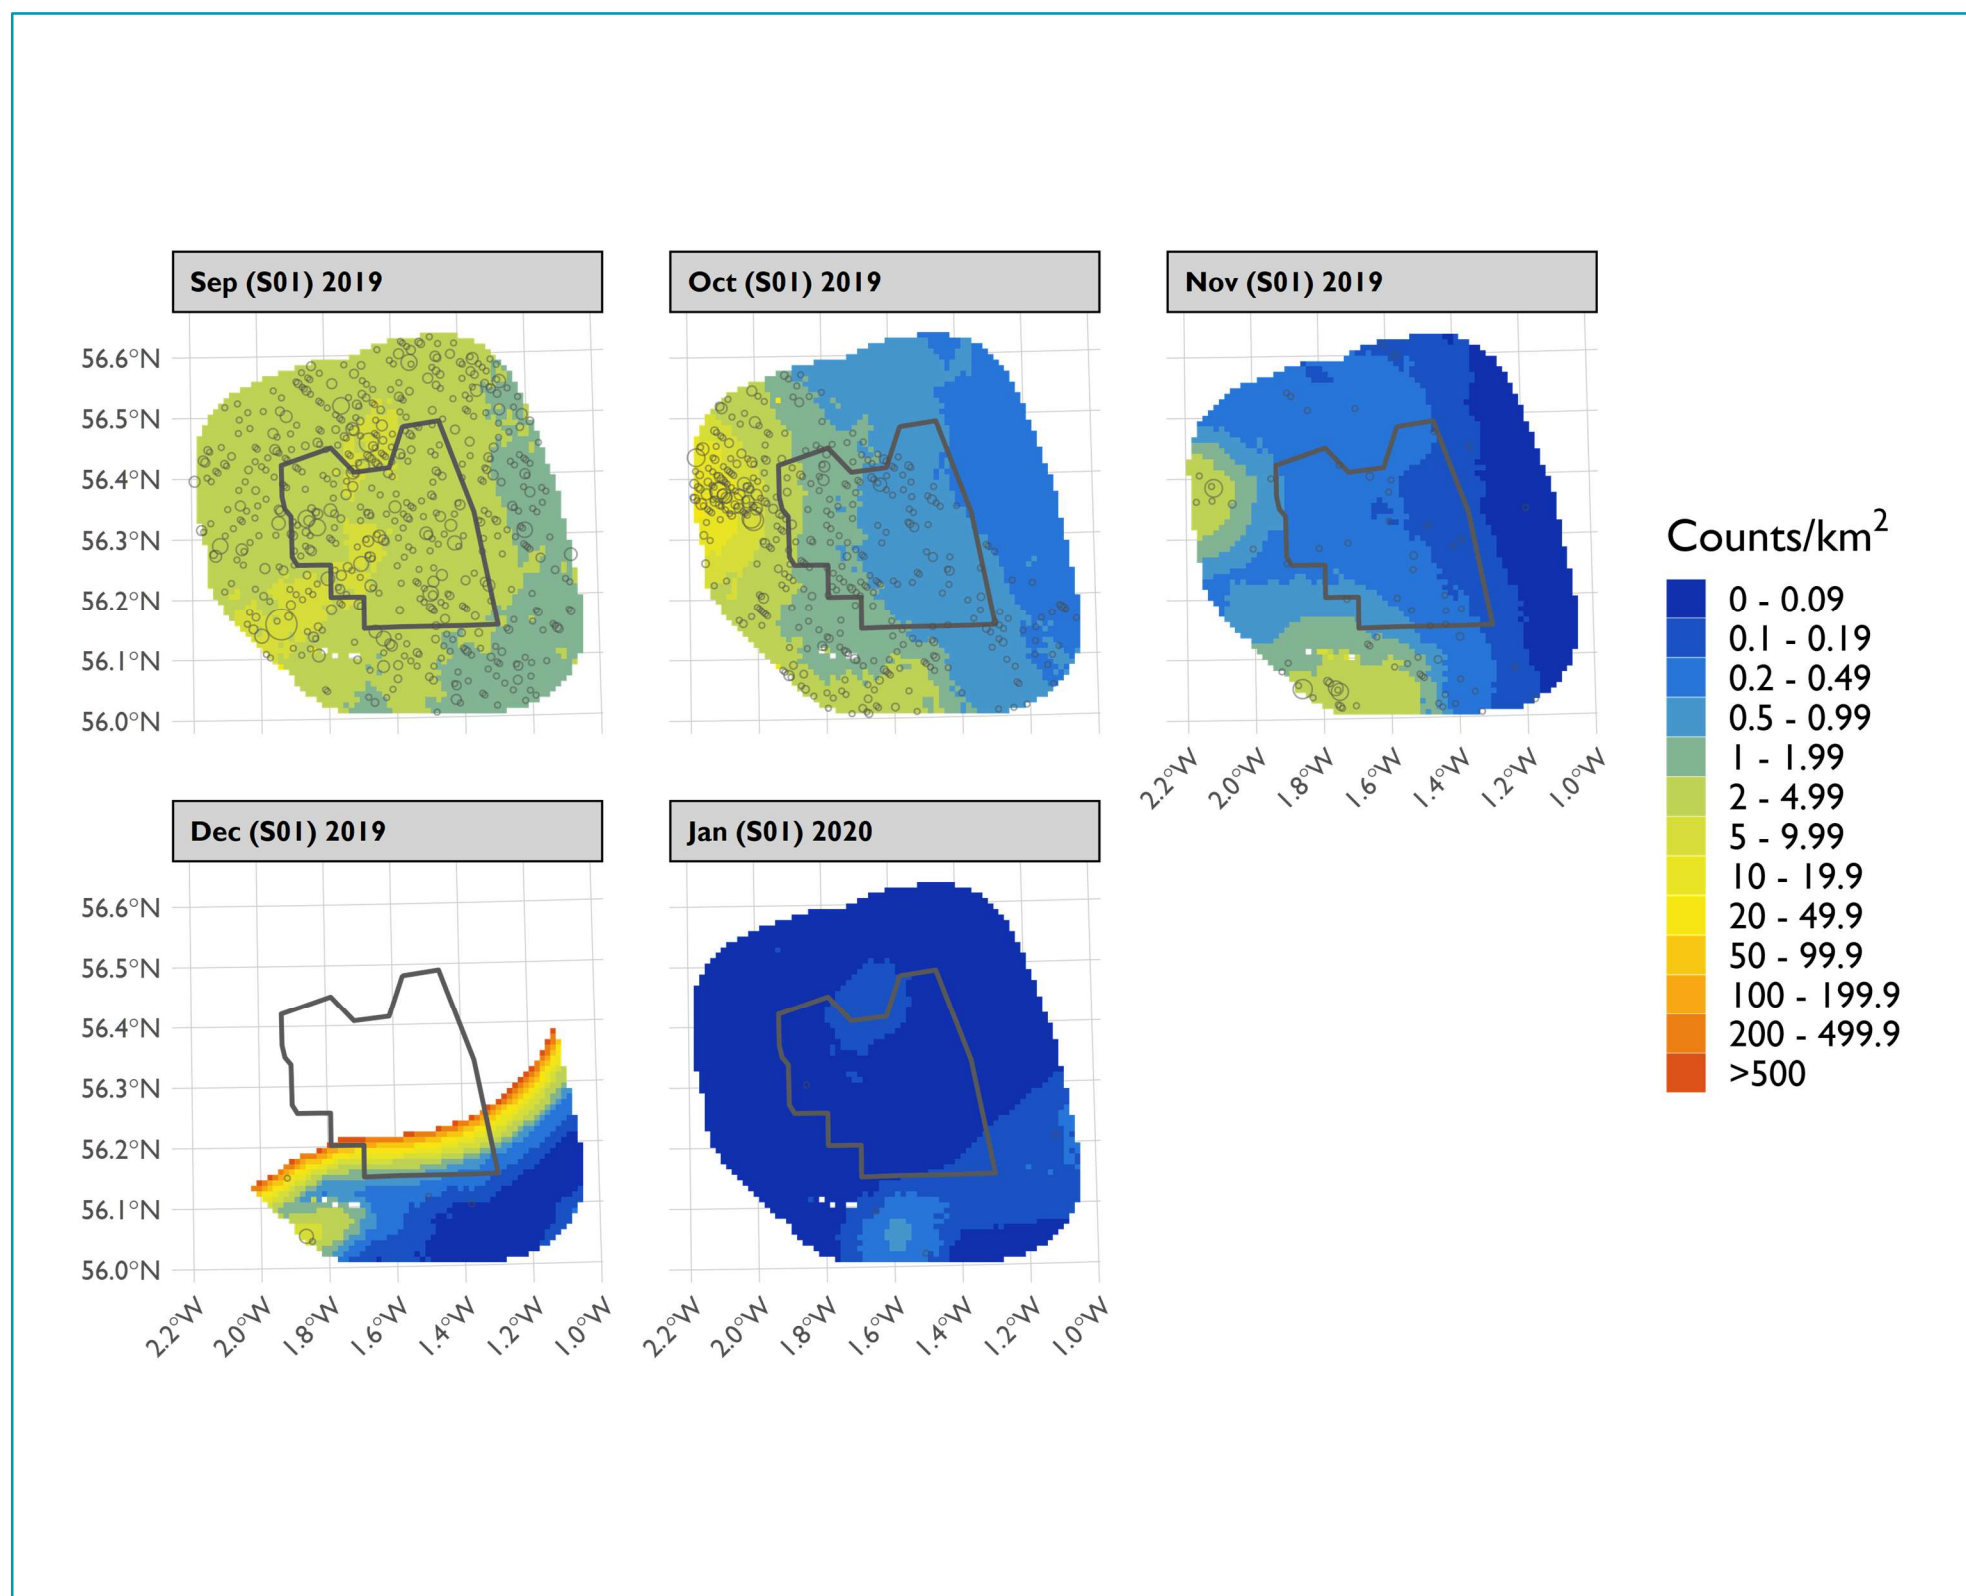 Sep (S01) 2019
Oct (S01) 2019
Nov (S01) 2019
56.6°N
56.5°N
56.4°N
56.3°N
56.2°N
56.1°N
56.0°N
2.2°W
2.0°W
1.8°W
1.6°W
1.4°W
1.2°W
1.0°W
Dec (S01) 2019
Jan (S01) 2020
56.6°N
56.5°N
56.4°N
56.3°N
56.2°N
56.1°N
56.0°N
2.2°W
2.0°W
1.8°W
1.6°W
1.4°W
1.2°W
1.0°W
2.2°W
2.0°W
1.8°W
1.6°W
1.4°W
1.2°W
1.0°W
Counts/km²
0 - 0.09
0.1 - 0.19
0.2 - 0.49
0.5 - 0.99
1 - 1.99
2 - 4.99
5 - 9.99
10 - 19.9
20 - 49.9
50 - 99.9
100 - 199.9
200 - 499.9
>500